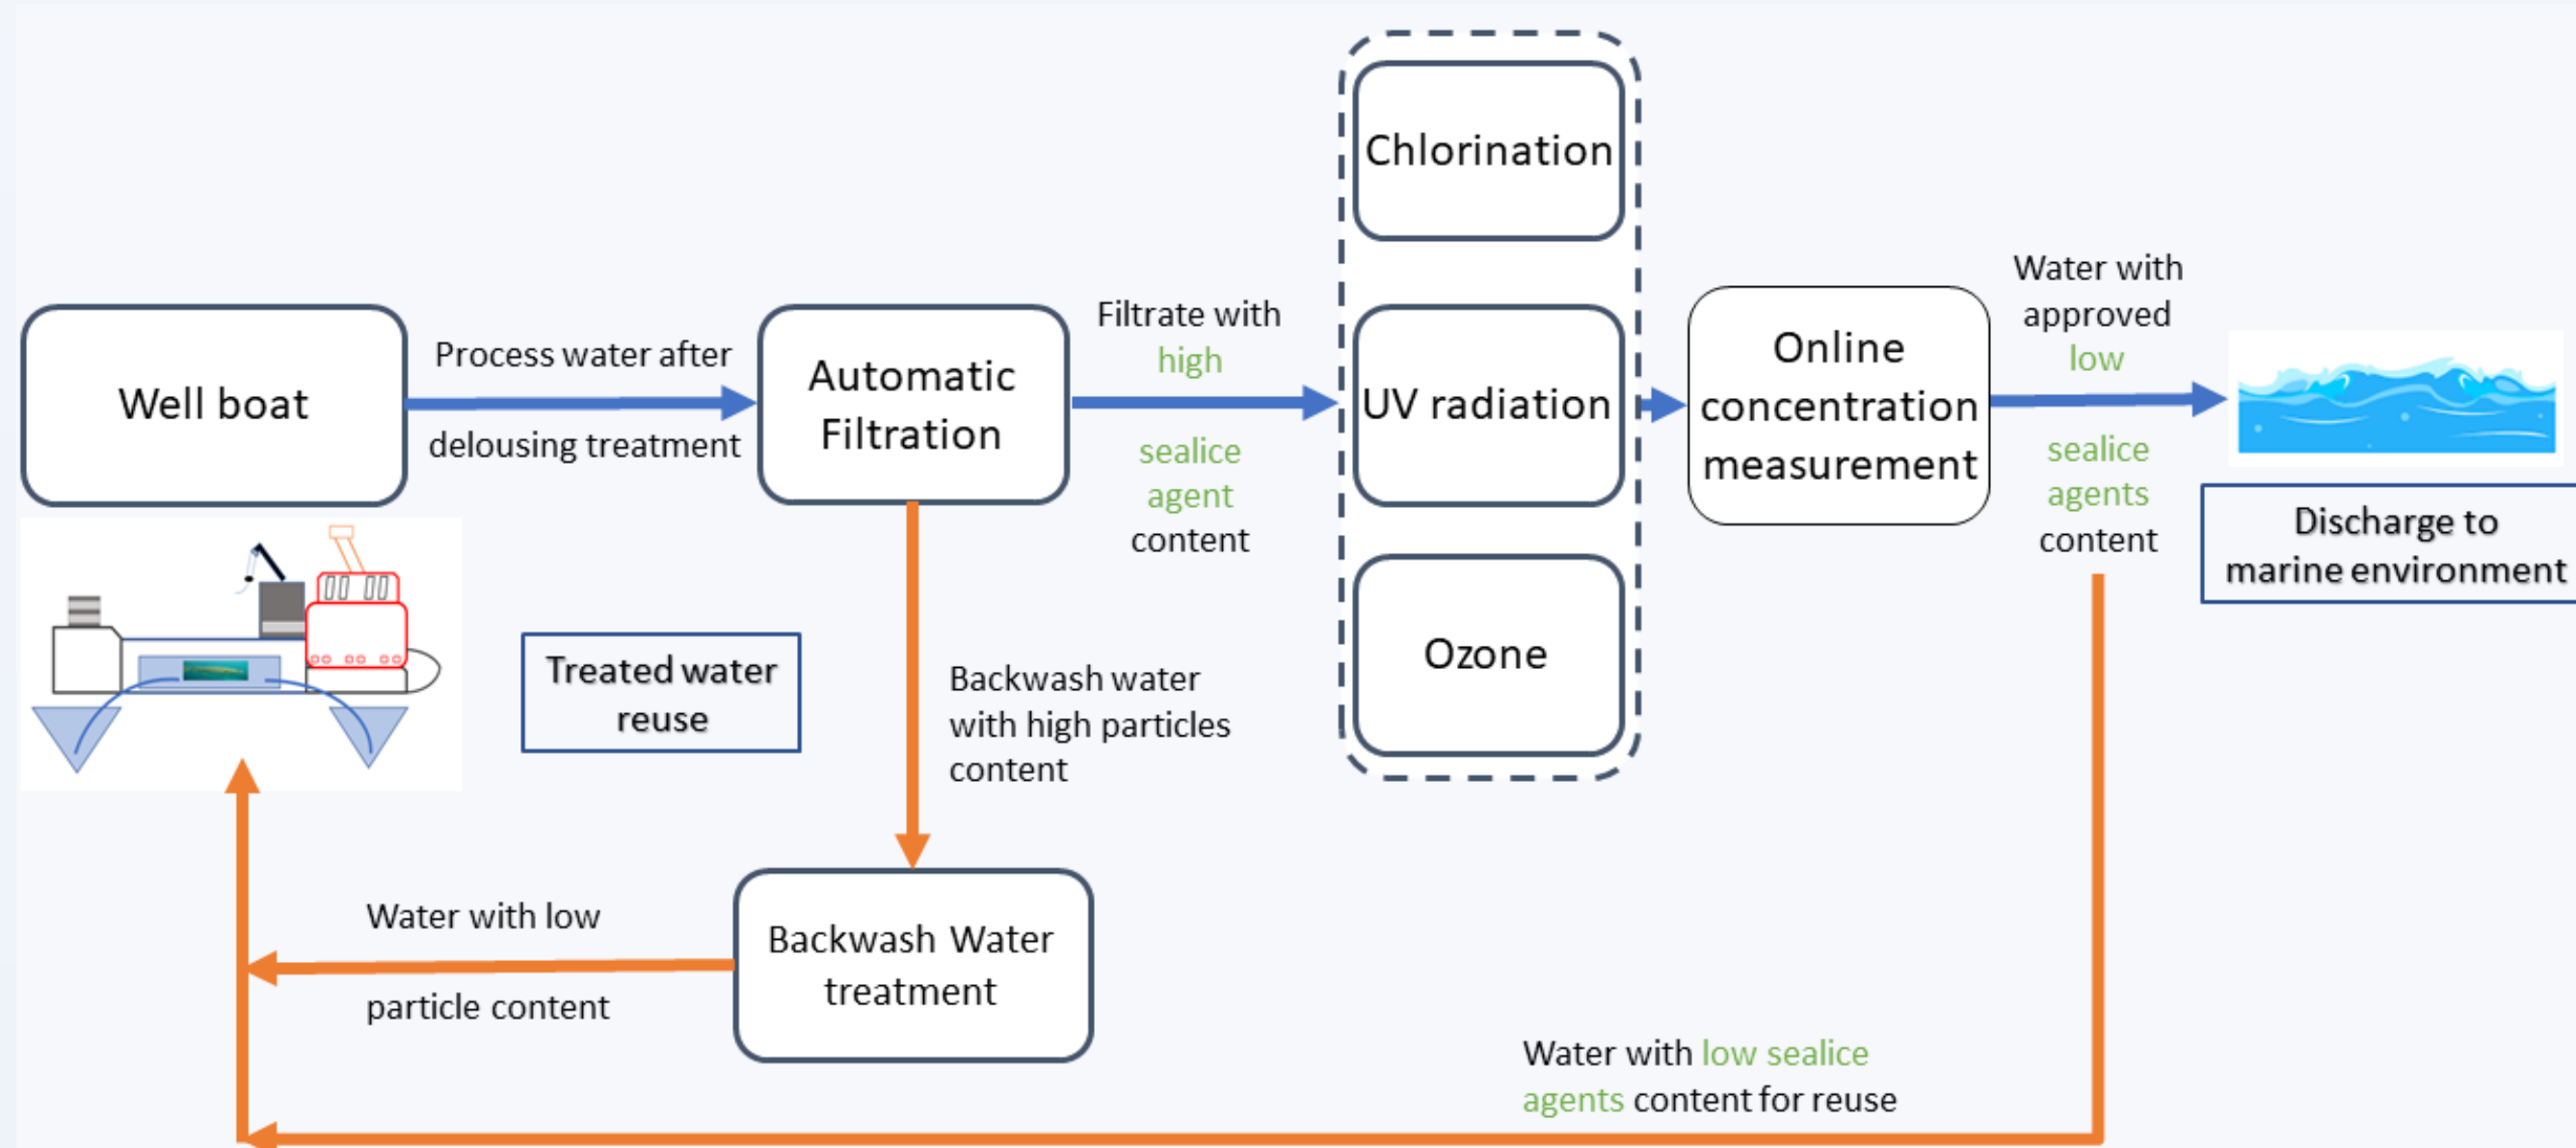 Chlorination
Well boat
Process water after
delousing treatment
Automatic
Filtration
Filtrate with
high
sealice
agent
content
UV radiation
Ozone
Online
concentration
measurement
Water with
approved
low
sealice
agents
content
Discharge to
marine environment
Treated water
reuse
Backwash water
with high particles
content
Backwash Water
treatment
Water with low
particle content
Water with low sealice
agents content for reuse